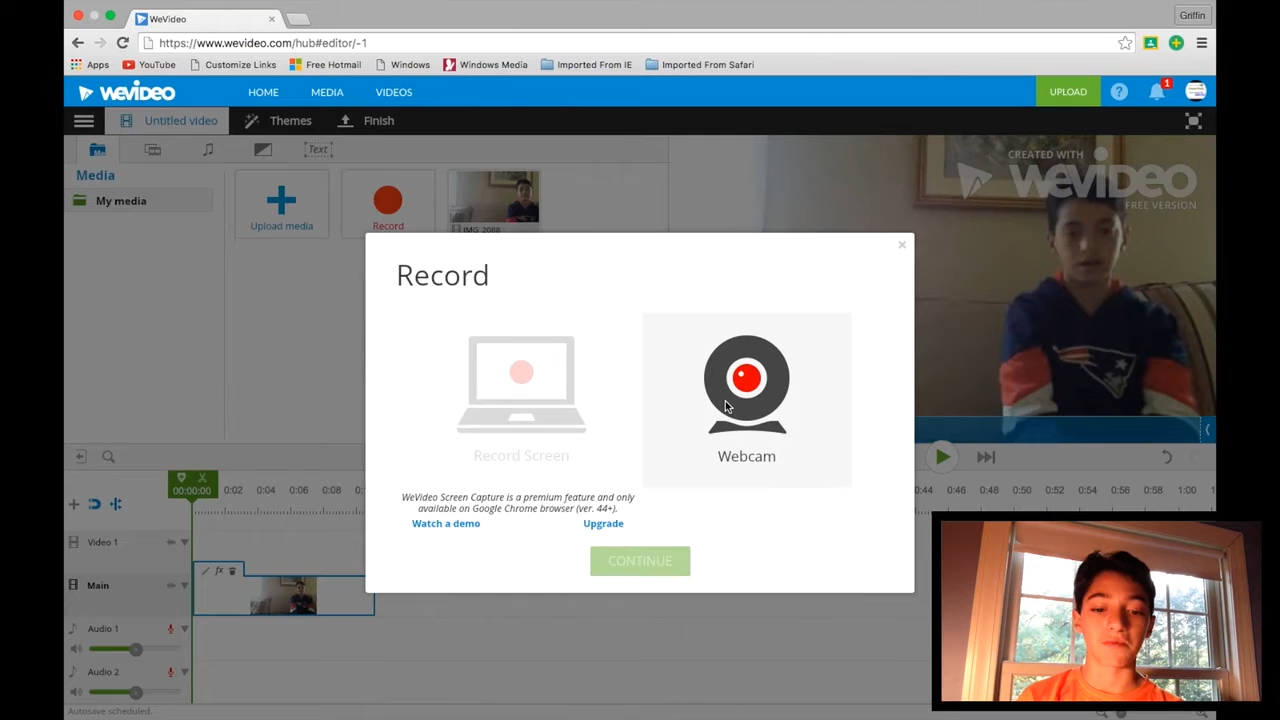 WeVideo
Griffin
https://www.wevideo.com/hub#editor/-1
Apps YouTube Customize Links Free Hotmail Windows Windows Media Imported From IE Imported From Safari
WEVIDEO HOME MEDIA VIDEOS UPLOAD ? 1
Untitled video Themes Finish
Text
Media
My media
Upload media
Record
IMG_2088
CREATED WITH
WEVIDEO
FREE VERSION
×
Record
Record Screen
Webcam
WeVideo Screen Capture is a premium feature and only
available on Google Chrome browser (ver. 44+).
Watch a demo Upgrade
CONTINUE
00:00:00 0:02 0:04 0:06 0:08 0:44 0:46 0:48 0:50 0:52 0:54 0:56 0:58 1:00
Video 1
fx
Main
Audio 1
Audio 2
Autosave scheduled.